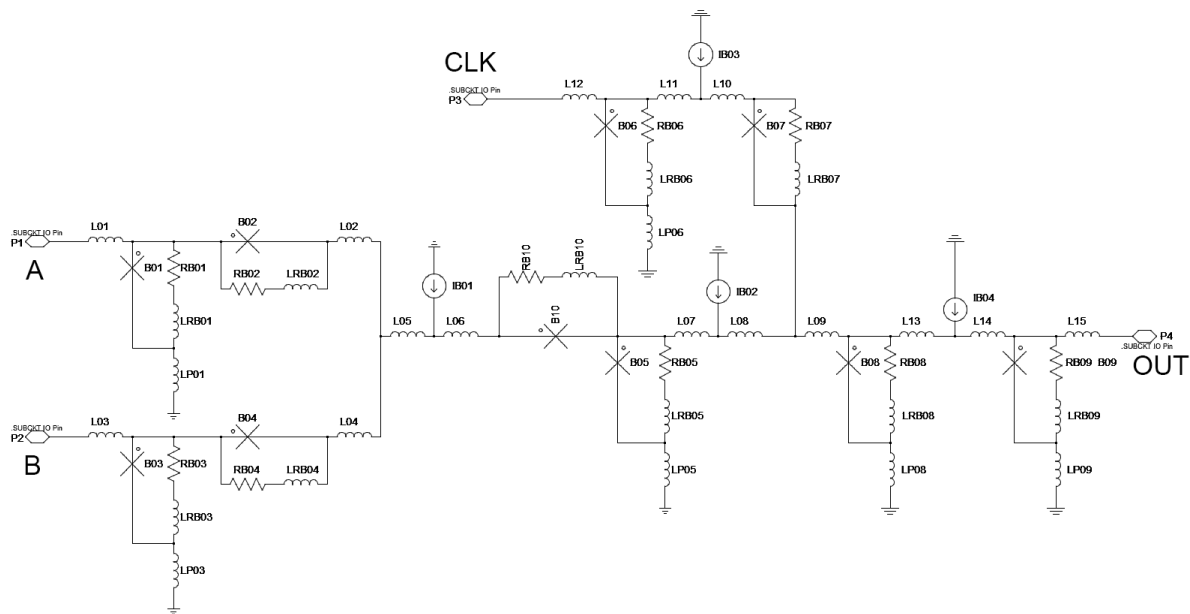 IB03
CLK
L12
L11
L10
.SUBCKT IO Pin
P3
B06
RB06
B07
RB07
LRB06
LRB07
LP06
L01
B02
L02
.SUBCKT IO Pin
P1
A
B01
RB01
RB02
LRB02
LRB01
LP01
RB10
LRB10
IB01
IB02
IB04
L05
L06
B10
L07
L08
L09
L13
L14
L15
P4
.SUBCKT IO Pin
OUT
B05
RB05
B08
RB08
RB09
B09
LRB05
LRB08
LRB09
LP05
LP08
LP09
L03
B04
L04
.SUBCKT IO Pin
P2
B
B03
RB03
RB04
LRB04
LRB03
LP03